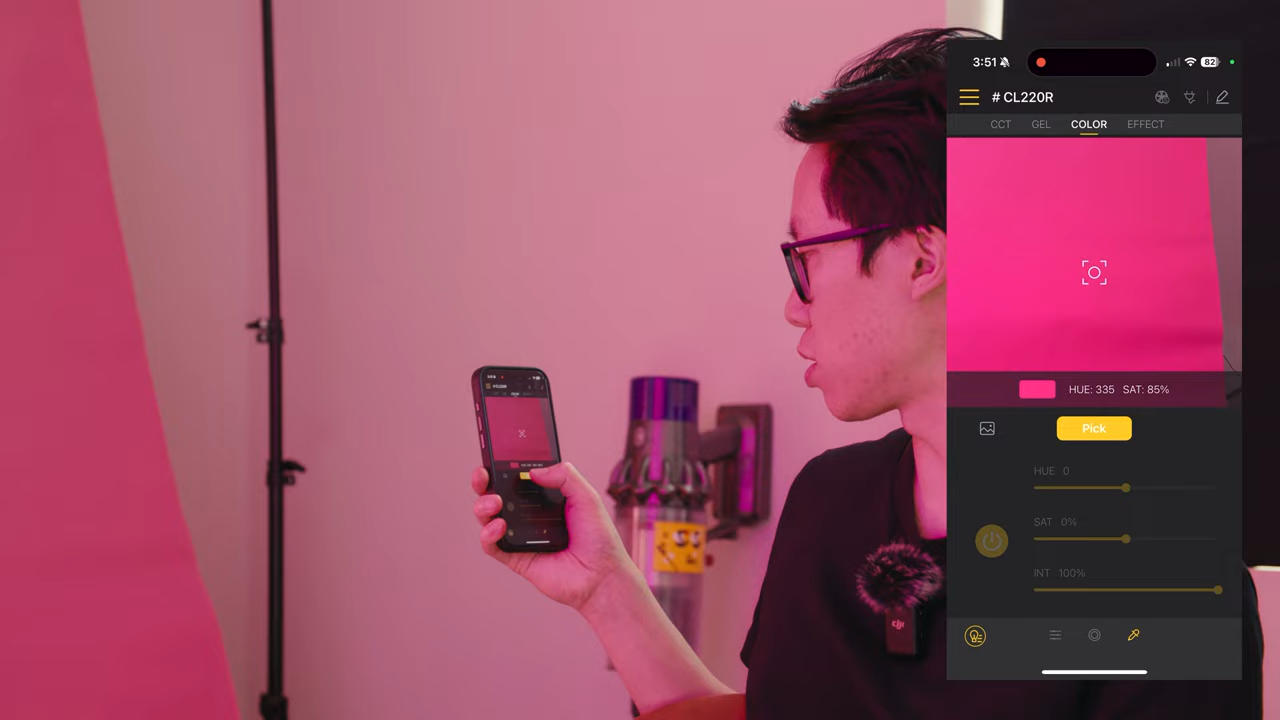 3:51
82
# CL220R
CCT GEL COLOR EFFECT
HUE: 335 SAT: 85%
Pick
HUE 0
SAT 0%
INT 100%
dji